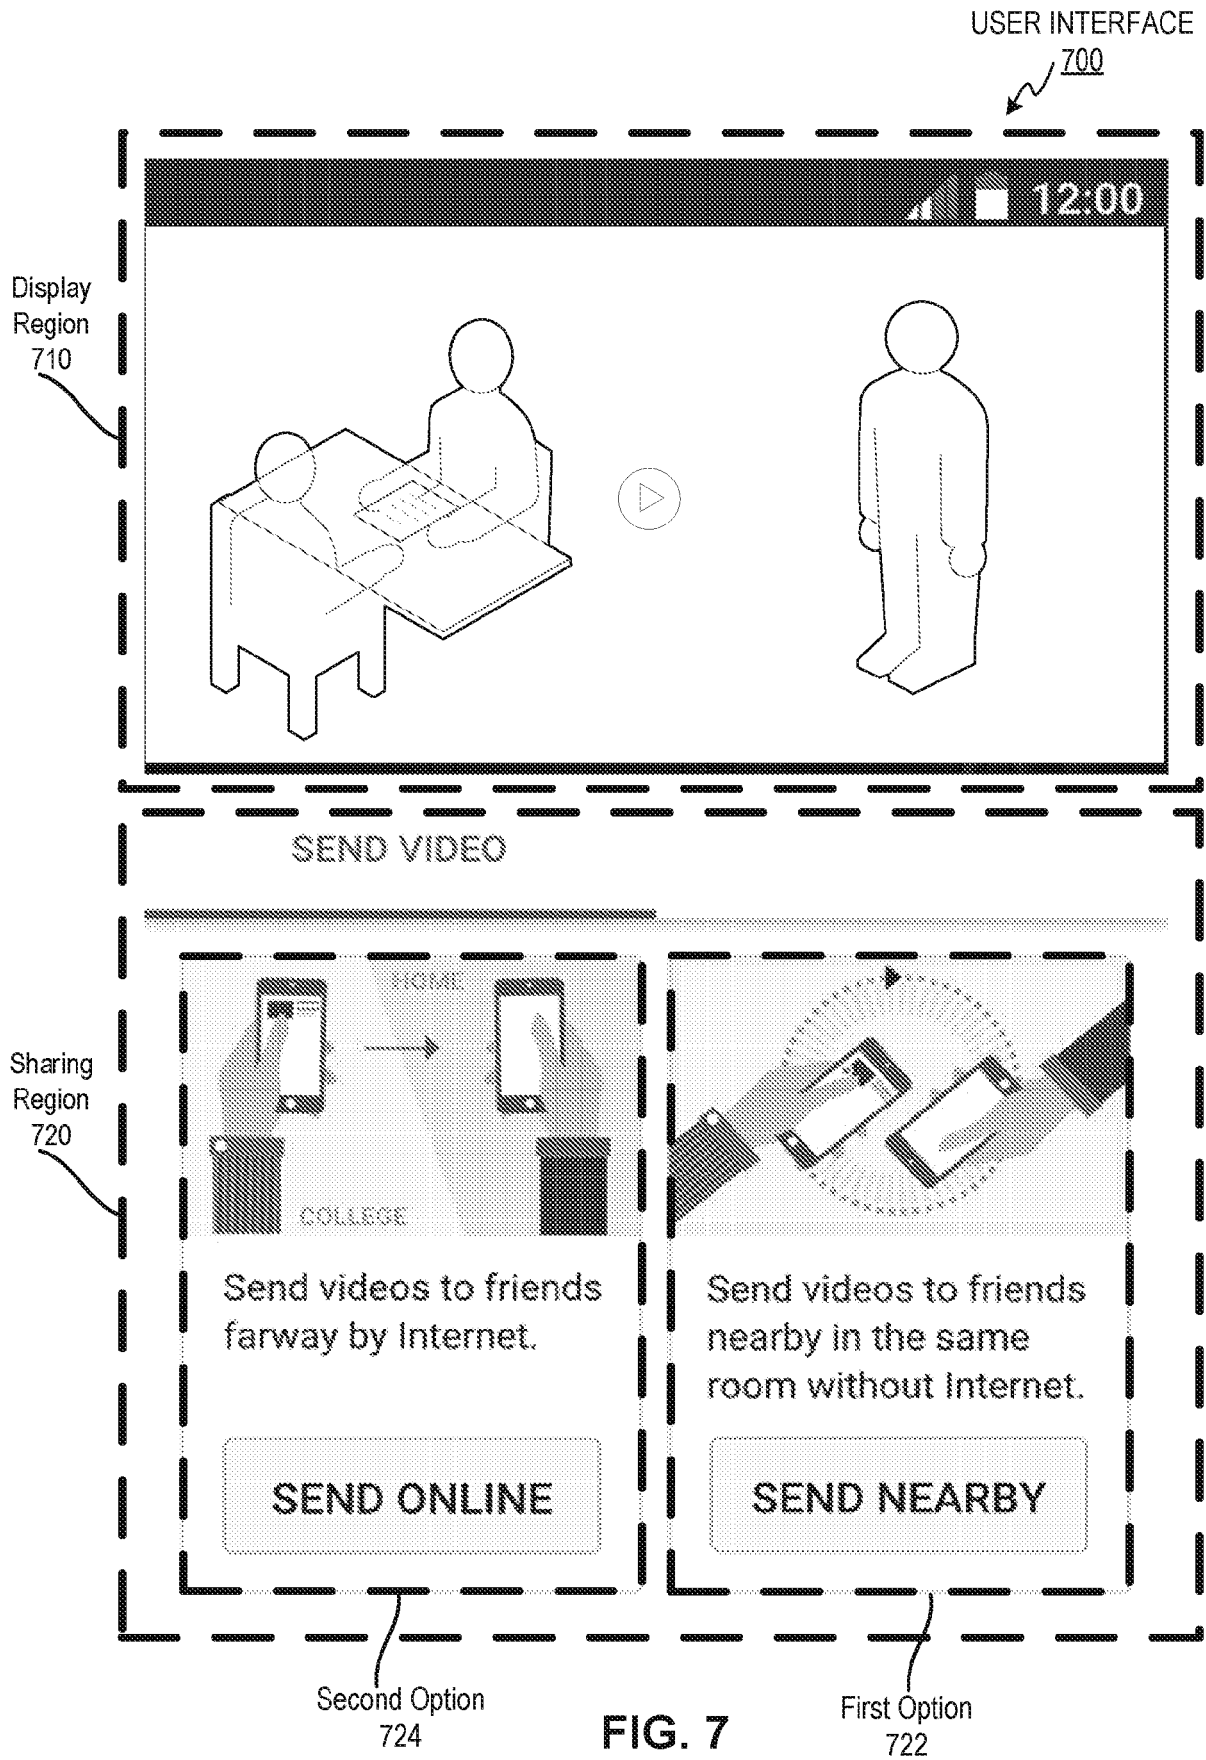 USER INTERFACE
700
12:00
Display
Region
710
SEND VIDEO
HOME
COLLEGE
Sharing
Region
720
Send videos to friends
farway by Internet.
SEND ONLINE
Send videos to friends
nearby in the same
room without Internet.
SEND NEARBY
Second Option
724
First Option
722
FIG. 7